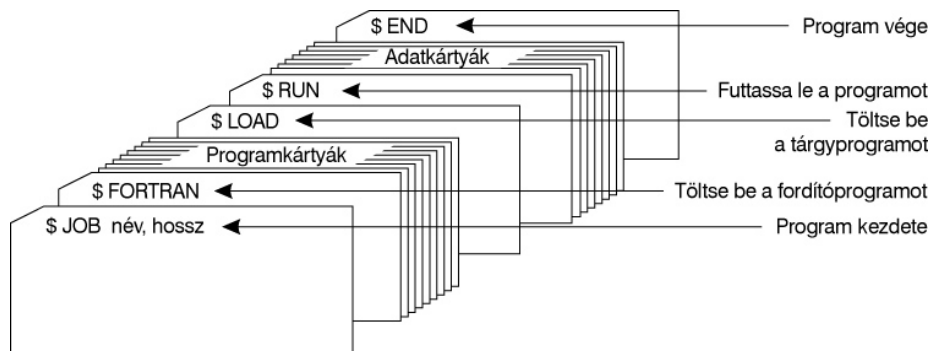 $ END
Program vége
Adatkártyák
$ RUN
Futtassa le a programot
$ LOAD
Töltse be
a tárgyprogramot
Programkártyák
$ FORTRAN
Töltse be a fordítóprogramot
$ JOB név, hossz
Program kezdete